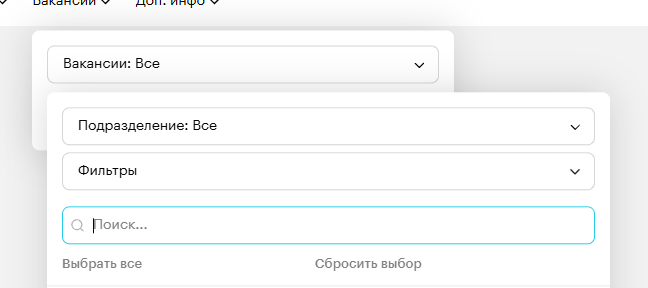 Вакансии Доп. инфо
Вакансии: Все
Подразделение: Все
Фильтры
Поиск...
Выбрать все Сбросить выбор